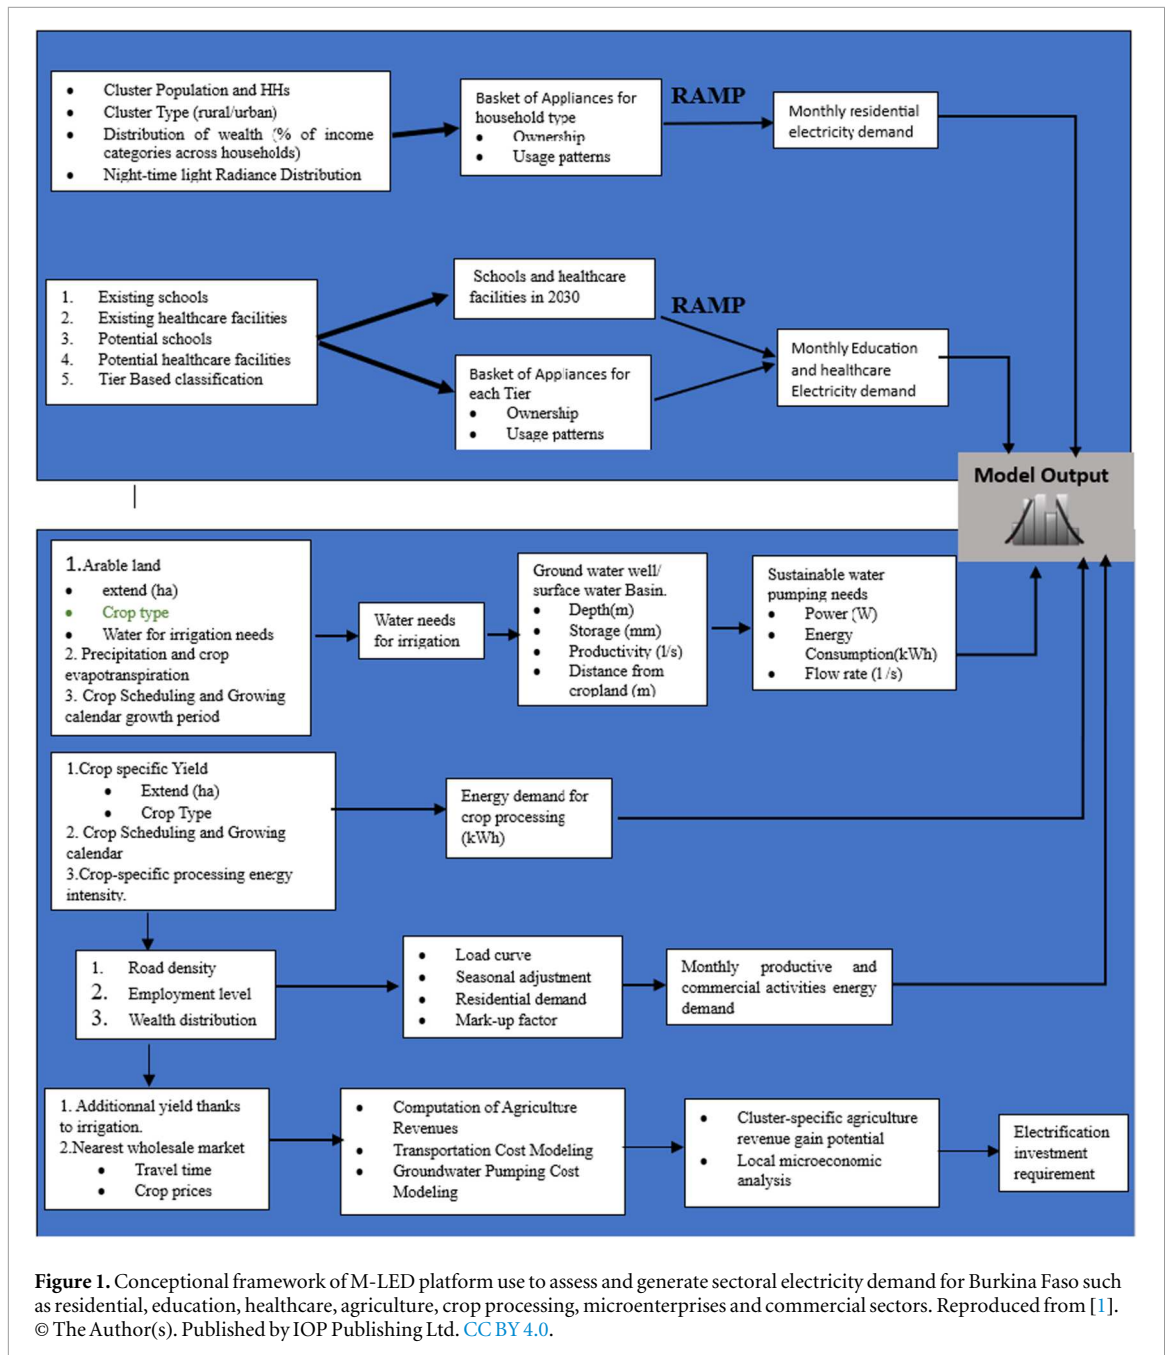 • Cluster Population and HHs
• Cluster Type (rural/urban)
• Distribution of wealth (% of income
categories across households)
• Night-time light Radiance Distribution
Basket of Appliances for
household type
• Ownership
• Usage patterns
RAMP
Monthly residential
electricity demand
1. Existing schools
2. Existing healthcare facilities
3. Potential schools
4. Potential healthcare facilities
5. Tier Based classification
Schools and healthcare
facilities in 2030
RAMP
Basket of Appliances for
each Tier
• Ownership
• Usage patterns
Monthly Education
and healthcare
Electricity demand
Model Output
1.Arable land
• extend (ha)
• Crop type
• Water for irrigation needs
2. Precipitation and crop
evapotranspiration
3. Crop Scheduling and Growing
calendar growth period
Water needs
for irrigation
Ground water well/
surface water Basin.
• Depth(m)
• Storage (mm)
• Productivity (l/s)
• Distance from
cropland (m)
Sustainable water
pumping needs
• Power (W)
• Energy
Consumption(kWh)
• Flow rate (l/s)
1.Crop specific Yield
• Extend (ha)
• Crop Type
2. Crop Scheduling and Growing
calendar
3.Crop-specific processing energy
intensity.
Energy demand for
crop processing
(kWh)
1. Road density
2. Employment level
3. Wealth distribution
• Load curve
• Seasonal adjustment
• Residential demand
• Mark-up factor
Monthly productive and
commercial activities energy
demand
1. Additionnal yield thanks
to irrigation.
2.Nearest wholesale market
• Travel time
• Crop prices
• Computation of Agriculture
Revenues
• Transportation Cost Modeling
• Groundwater Pumping Cost
Modeling
• Cluster-specific agriculture
revenue gain potential
• Local microeconomic
analysis
Electrification
investment
requirement
Figure 1. Conceptional framework of M-LED platform use to assess and generate sectoral electricity demand for Burkina Faso such
as residential, education, healthcare, agriculture, crop processing, microenterprises and commercial sectors. Reproduced from [1].
© The Author(s). Published by IOP Publishing Ltd. CC BY 4.0.